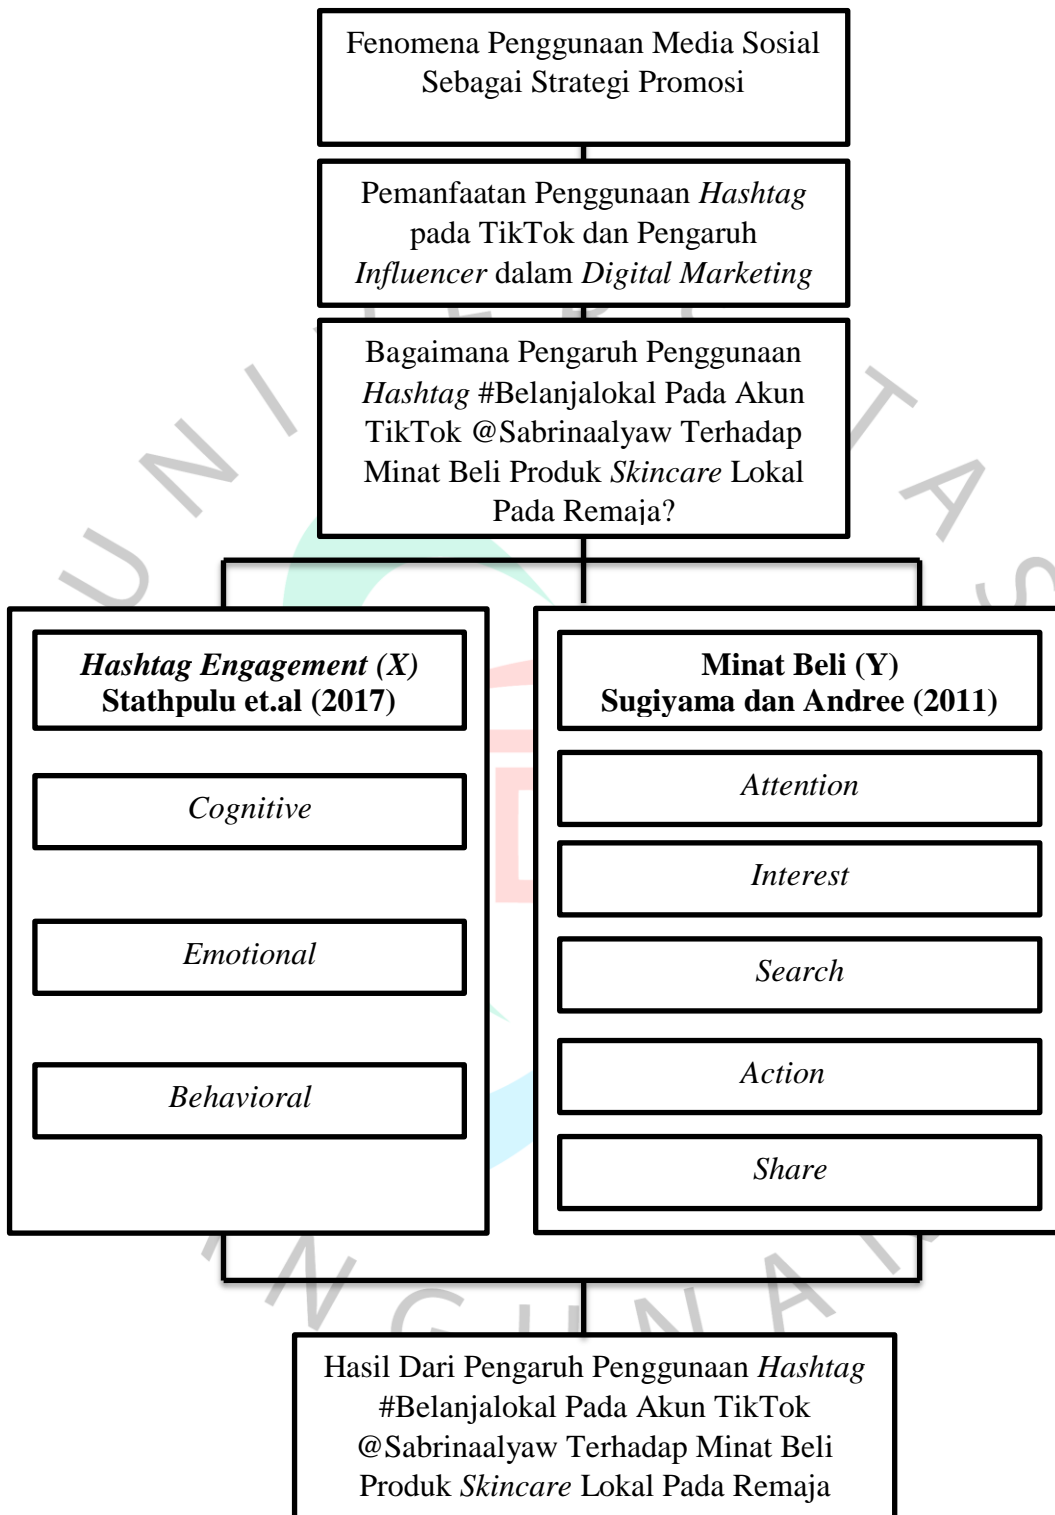 Fenomena Penggunaan Media Sosial
Sebagai Strategi Promosi
Pemanfaatan Penggunaan Hashtag
pada TikTok dan Pengaruh
Influencer dalam Digital Marketing
Bagaimana Pengaruh Penggunaan
Hashtag #Belanjalokal Pada Akun
TikTok @Sabrinaalyaw Terhadap
Minat Beli Produk Skincare Lokal
Pada Remaja?
Hashtag Engagement (X)
Stathpulu et.al (2017)
Cognitive
Emotional
Behavioral
Minat Beli (Y)
Sugiyama dan Andree (2011)
Attention
Interest
Search
Action
Share
Hasil Dari Pengaruh Penggunaan Hashtag
#Belanjalokal Pada Akun TikTok
@Sabrinaalyaw Terhadap Minat Beli
Produk Skincare Lokal Pada Remaja